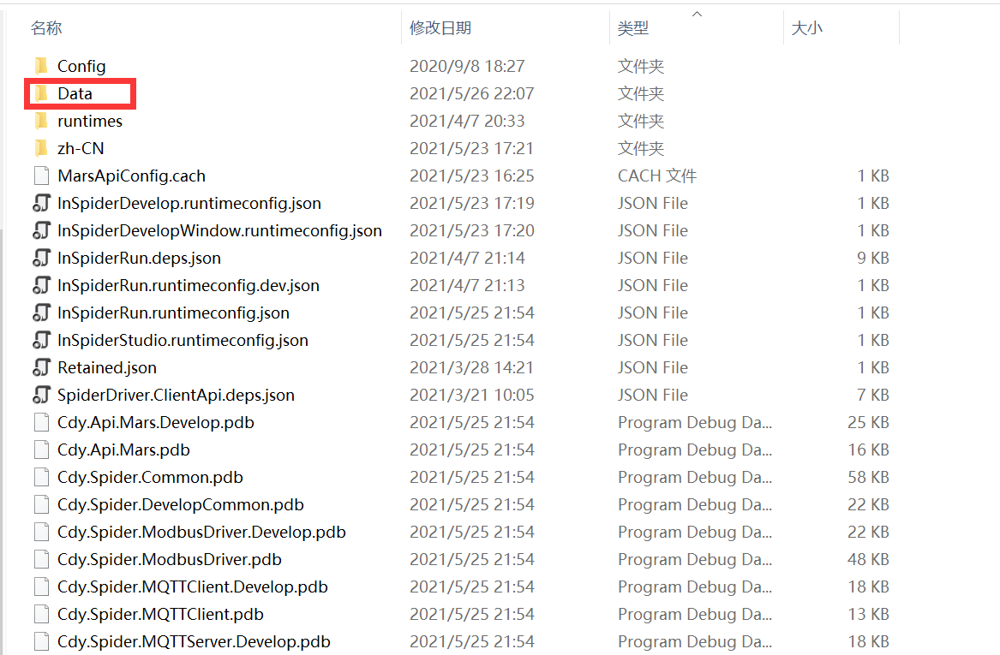 名称 修改日期 类型 大小
Config 2020/9/8 18:27 文件夹
Data 2021/5/26 22:07 文件夹
runtimes 2021/4/7 20:33 文件夹
zh-CN 2021/5/23 17:21 文件夹
MarsApiConfig.cach 2021/5/23 16:25 CACH 文件 1 KB
InSpiderDevelop.runtimeconfig.json 2021/5/23 17:19 JSON File 1 KB
InSpiderDevelopWindow.runtimeconfig.json 2021/5/23 17:20 JSON File 1 KB
InSpiderRun.deps.json 2021/4/7 21:14 JSON File 9 KB
InSpiderRun.runtimeconfig.dev.json 2021/4/7 21:13 JSON File 1 KB
InSpiderRun.runtimeconfig.json 2021/5/25 21:54 JSON File 1 KB
InSpiderStudio.runtimeconfig.json 2021/5/25 21:54 JSON File 1 KB
Retained.json 2021/3/28 14:21 JSON File 1 KB
SpiderDriver.ClientApi.deps.json 2021/3/21 10:05 JSON File 7 KB
Cdy.Api.Mars.Develop.pdb 2021/5/25 21:54 Program Debug Da... 25 KB
Cdy.Api.Mars.pdb 2021/5/25 21:54 Program Debug Da... 16 KB
Cdy.Spider.Common.pdb 2021/5/25 21:54 Program Debug Da... 58 KB
Cdy.Spider.DevelopCommon.pdb 2021/5/25 21:54 Program Debug Da... 22 KB
Cdy.Spider.ModbusDriver.Develop.pdb 2021/5/25 21:54 Program Debug Da... 22 KB
Cdy.Spider.ModbusDriver.pdb 2021/5/25 21:54 Program Debug Da... 48 KB
Cdy.Spider.MQTTClient.Develop.pdb 2021/5/25 21:54 Program Debug Da... 18 KB
Cdy.Spider.MQTTClient.pdb 2021/5/25 21:54 Program Debug Da... 13 KB
Cdy.Spider.MQTTServer.Develop.pdb 2021/5/25 21:54 Program Debug Da... 18 KB